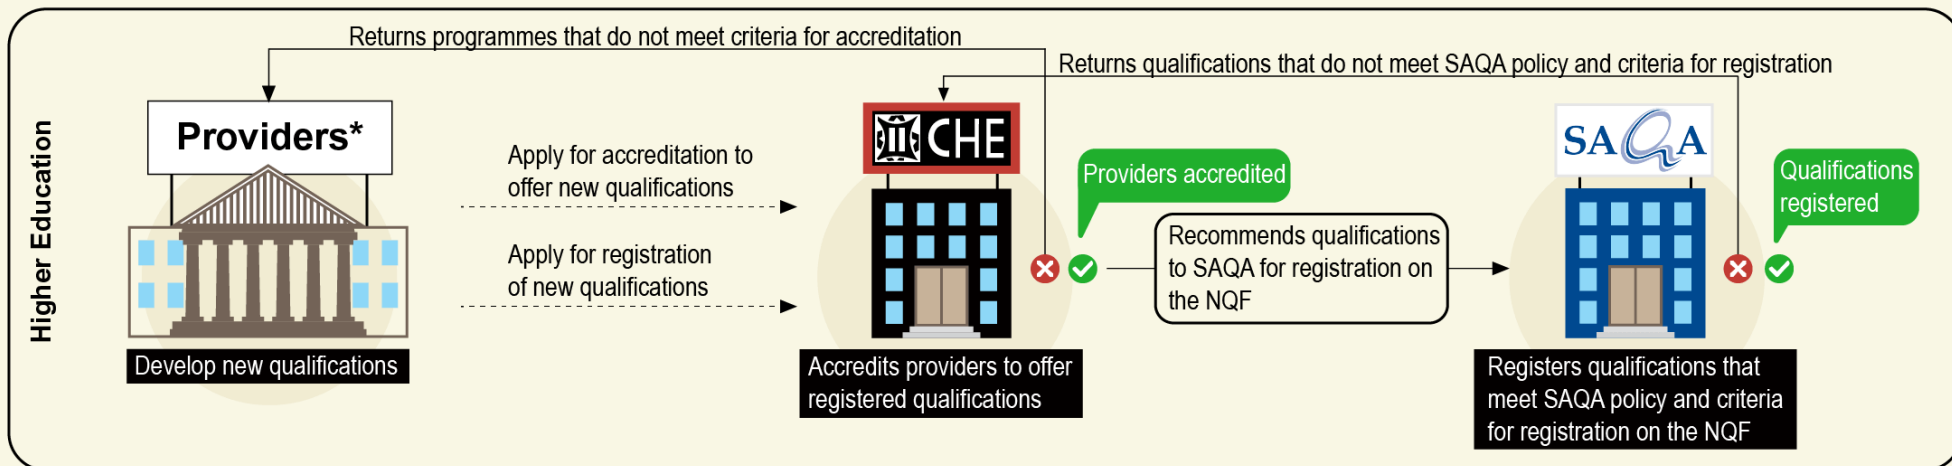 Higher Education
Returns programmes that do not meet criteria for accreditation
Returns qualifications that do not meet SAQA policy and criteria for registration
Providers*
Develop new qualifications
Apply for accreditation to
offer new qualifications
Apply for registration
of new qualifications
CHE
Accredits providers to offer
registered qualifications
Providers accredited
Recommends qualifications
to SAQA for registration on
the NQF
SAQA
Registers qualifications that
meet SAQA policy and criteria
for registration on the NQF
Qualifications
registered